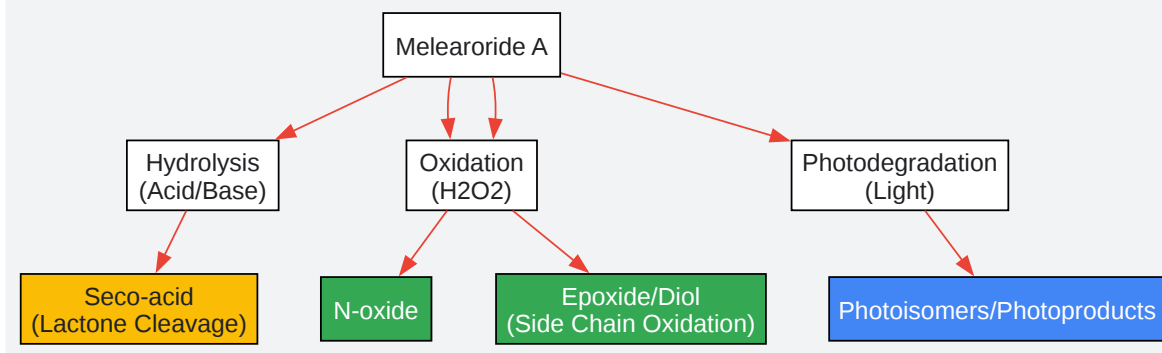 Melearoride A
Hydrolysis
(Acid/Base)
Oxidation
(H2O2)
Photodegradation
(Light)
Seco-acid
(Lactone Cleavage)
N-oxide
Epoxide/Diol
(Side Chain Oxidation)
Photoisomers/Photoproducts